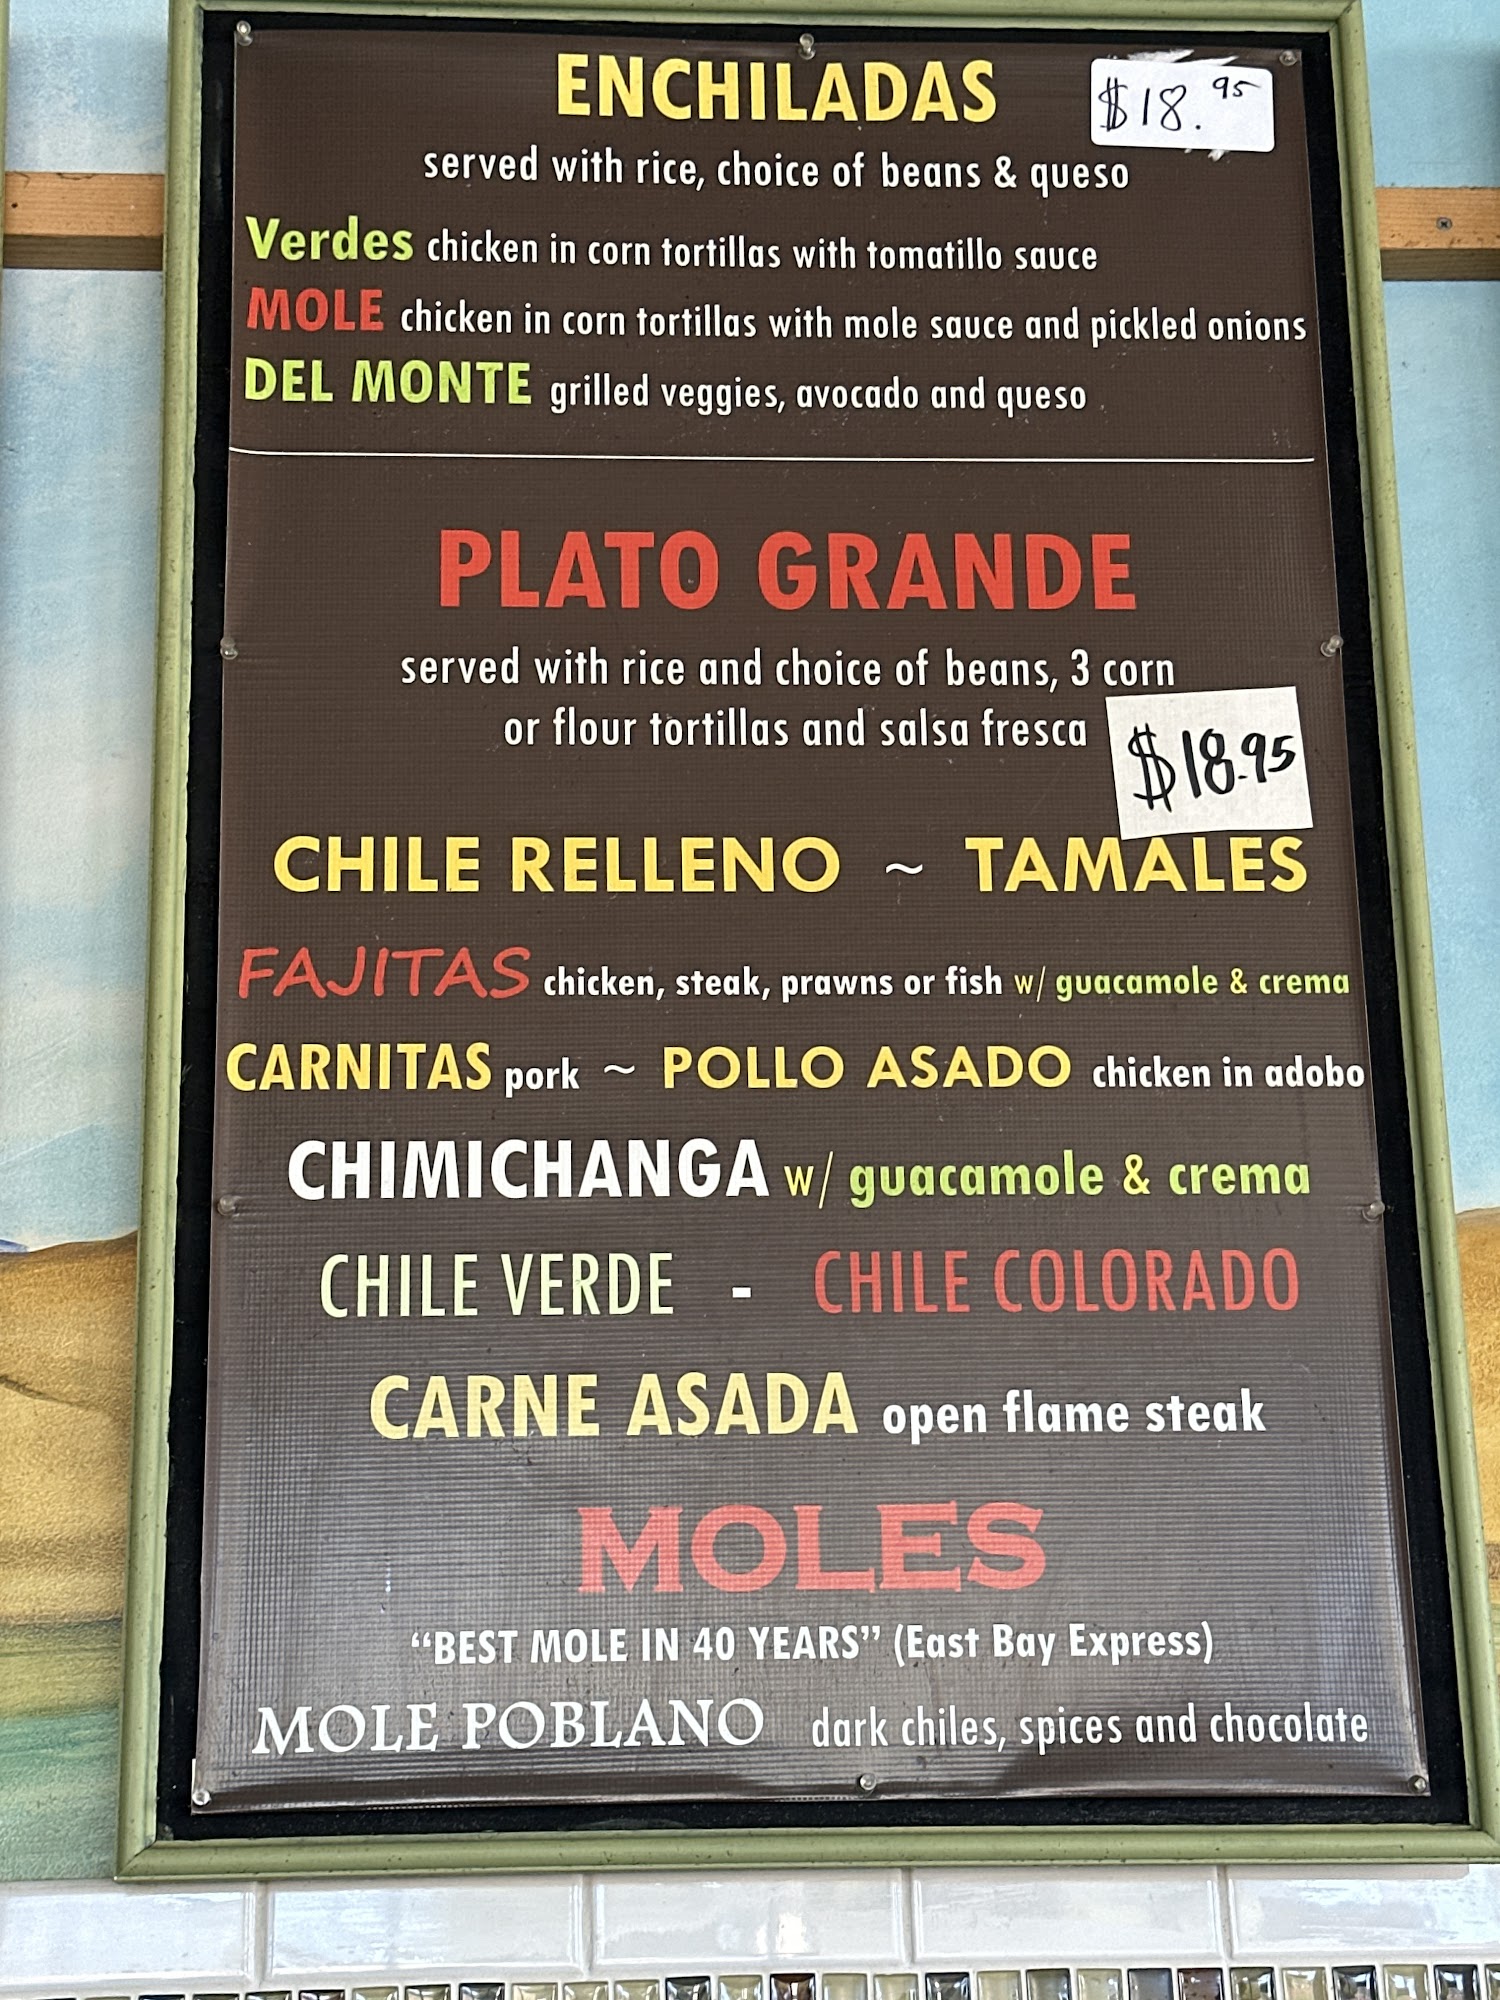 ENCHILADAS $18.95
served with rice, choice of beans & queso
Verdes chicken in corn tortillas with tomatillo sauce
MOLE chicken in corn tortillas with mole sauce and pickled onions
DEL MONTE grilled veggies, avocado and queso
PLATO GRANDE
served with rice and choice of beans, 3 corn
or flour tortillas and salsa fresca $18.95
CHILE RELLENO ~ TAMALES
FAJITAS chicken, steak, prawns or fish w/ guacamole & crema
CARNITAS pork ~ POLLO ASADO chicken in adobo
CHIMICHANGA w/ guacamole & crema
CHILE VERDE - CHILE COLORADO
CARNE ASADA open flame steak
MOLES
“BEST MOLE IN 40 YEARS” (East Bay Express)
MOLE POBLANO dark chiles, spices and chocolate